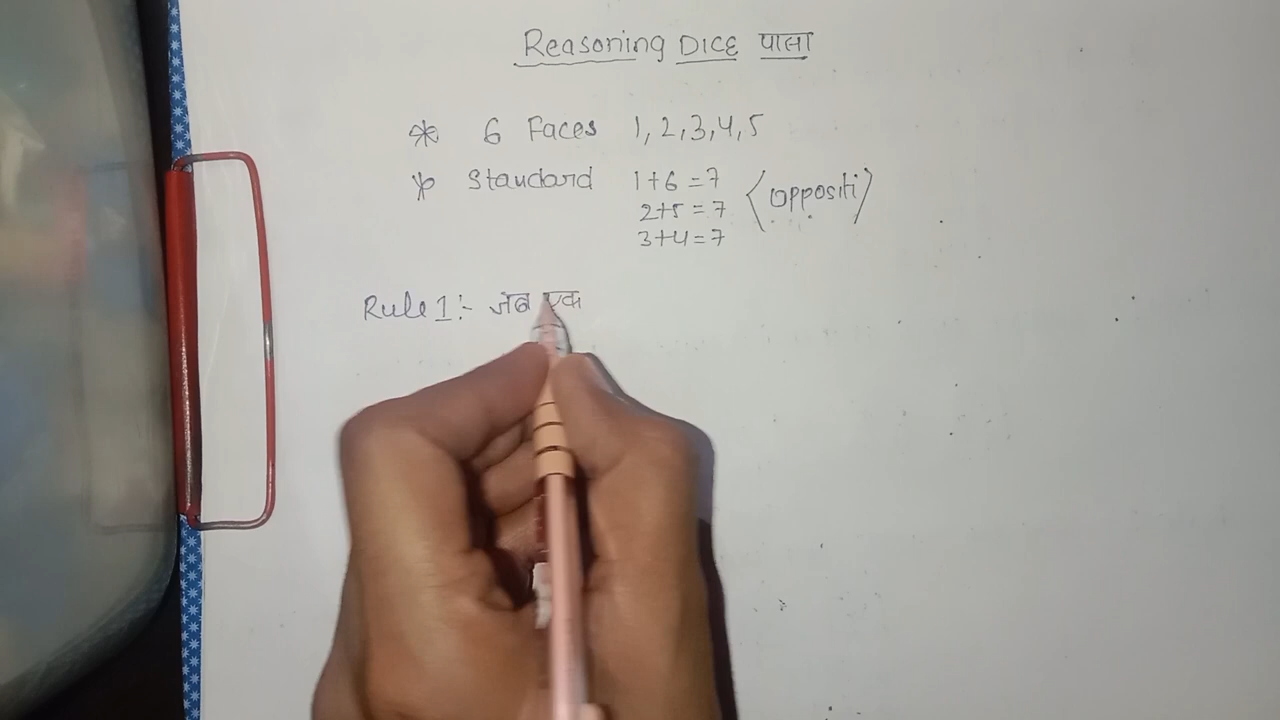 Reasoning DICE पासा
* 6 Faces 1, 2, 3, 4, 5
* Standard 1+6=7 <oppositi>
2+5=7
3+4=7
Rule 1:- जब एक